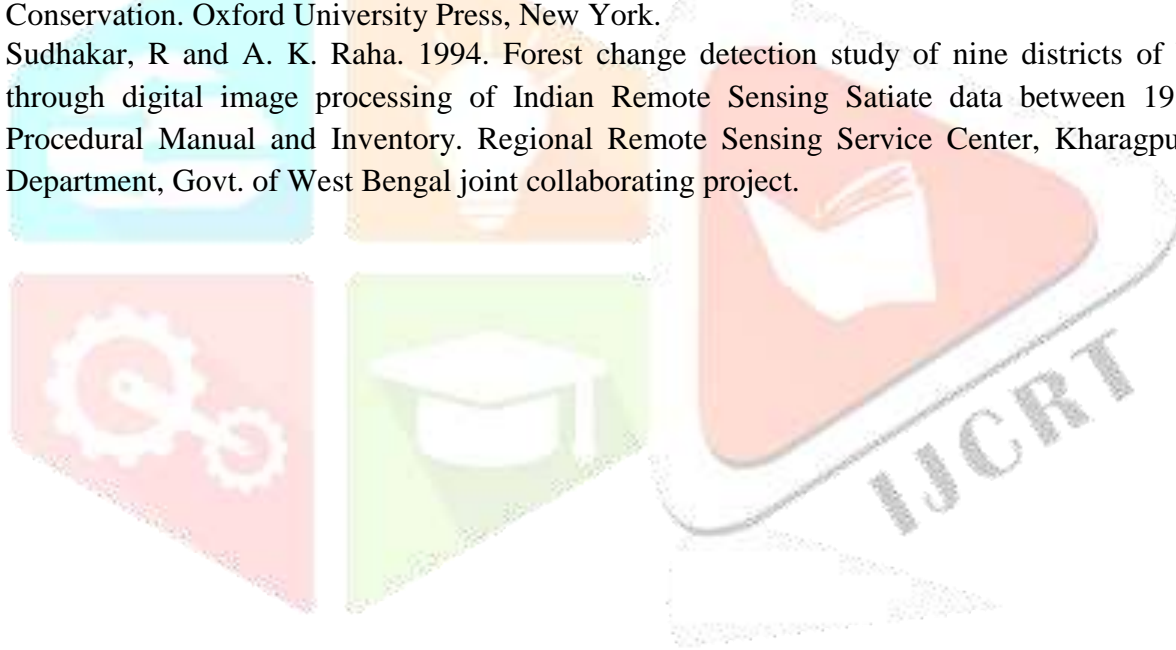 Conservation. Oxford University Press, New York.
Sudhakar, R and A. K. Raha. 1994. Forest change detection study of nine districts of
through digital image processing of Indian Remote Sensing Satiate data between 19
Procedural Manual and Inventory. Regional Remote Sensing Service Center, Kharagpu
Department, Govt. of West Bengal joint collaborating project.
IJCRT